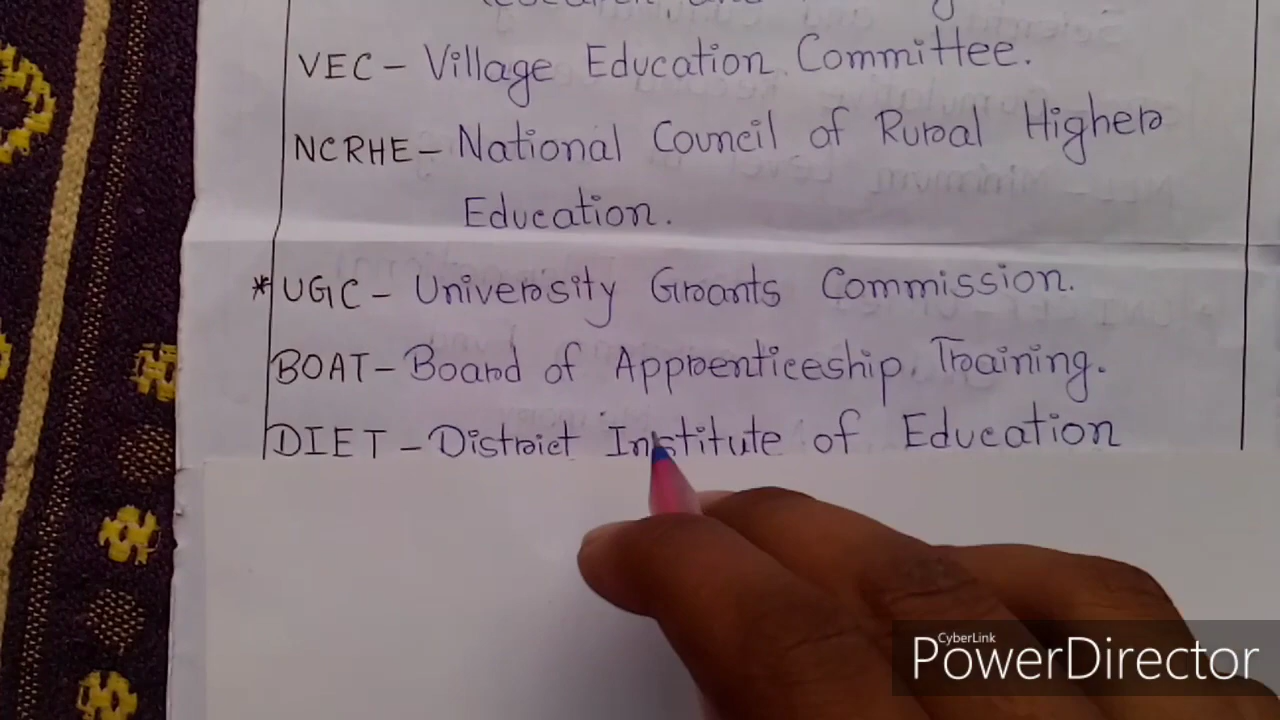 VEC - Village Education Committee.
NCRHE - National Council of Rural Higher
Education.
* UGC - University Grants Commission.
BOAT - Board of Apprenticeship Training.
DIET - District Institute of Education
CyberLink
PowerDirector